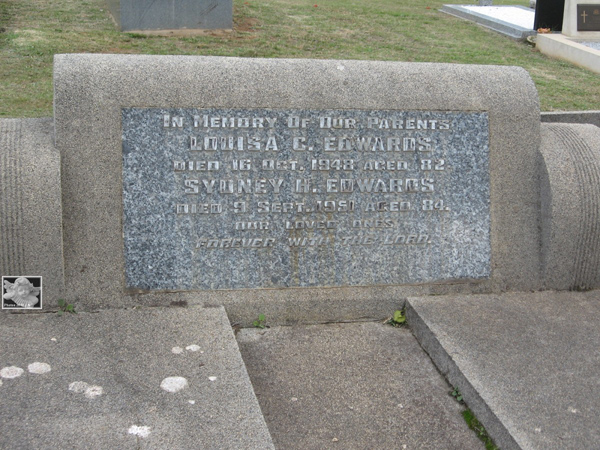 In Memory Of Our Parents
LOUISA C. EDWARDS
DIED 16 OCT. 1948 AGED 82.
SYDNEY H. EDWARDS
DIED 9 SEPT. 1951 AGED 84.
OUR LOVED ONES
FOREVER WITH THE LORD.